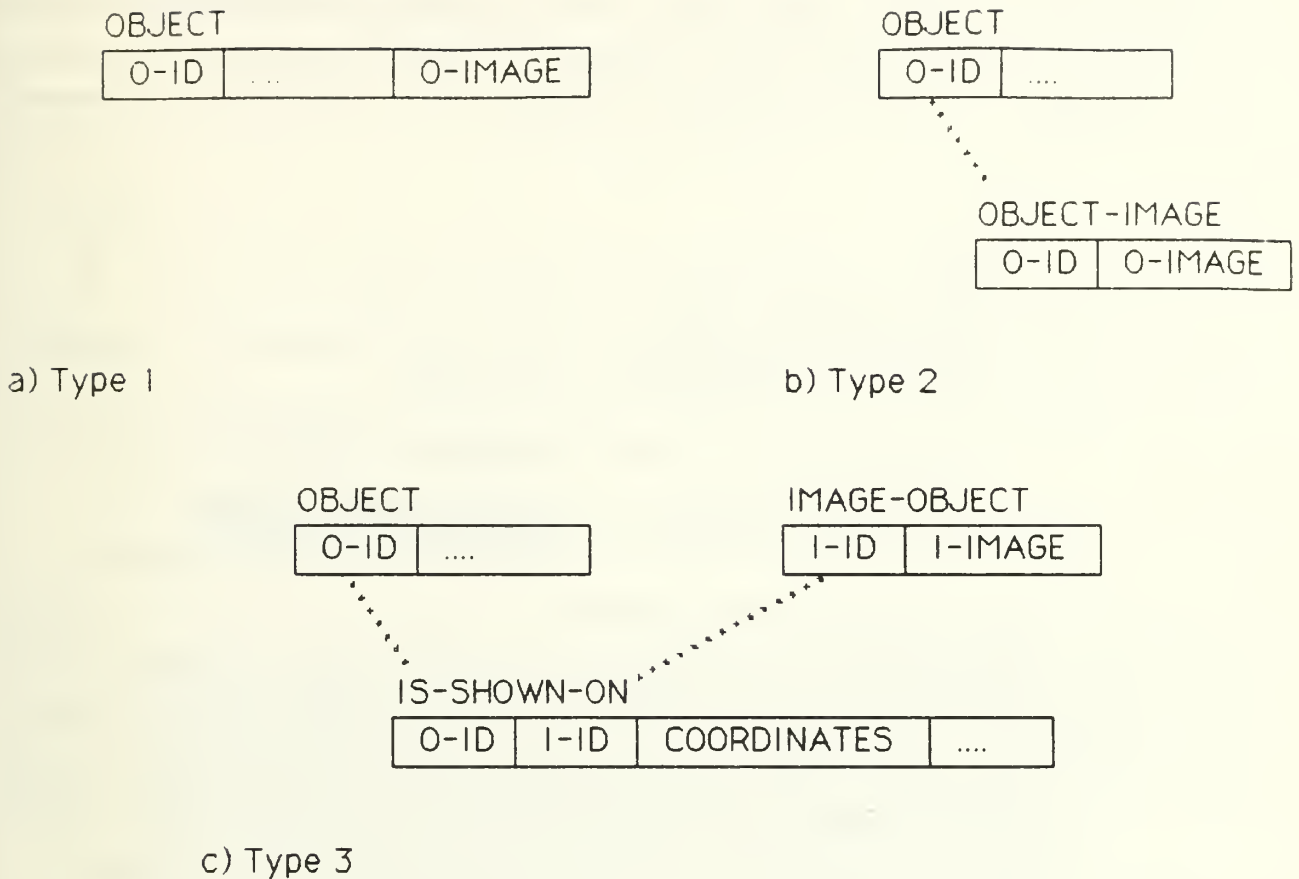 OBJECT
O-ID .... O-IMAGE
OBJECT
O-ID ....
OBJECT-IMAGE
O-ID O-IMAGE
a) Type 1
b) Type 2
OBJECT
O-ID ....
IMAGE-OBJECT
I-ID I-IMAGE
IS-SHOWN-ON
O-ID I-ID COORDINATES ....
c) Type 3